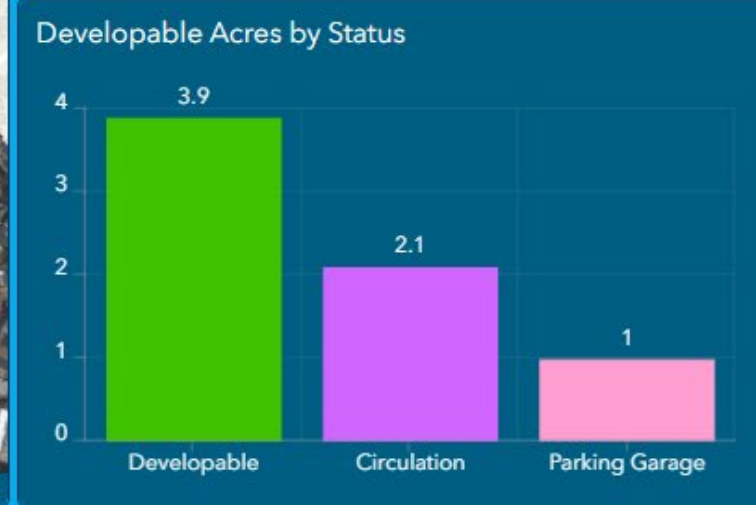 Developable Acres by Status
4
3
2
1
0
3.9
2.1
1
Developable
Circulation
Parking Garage